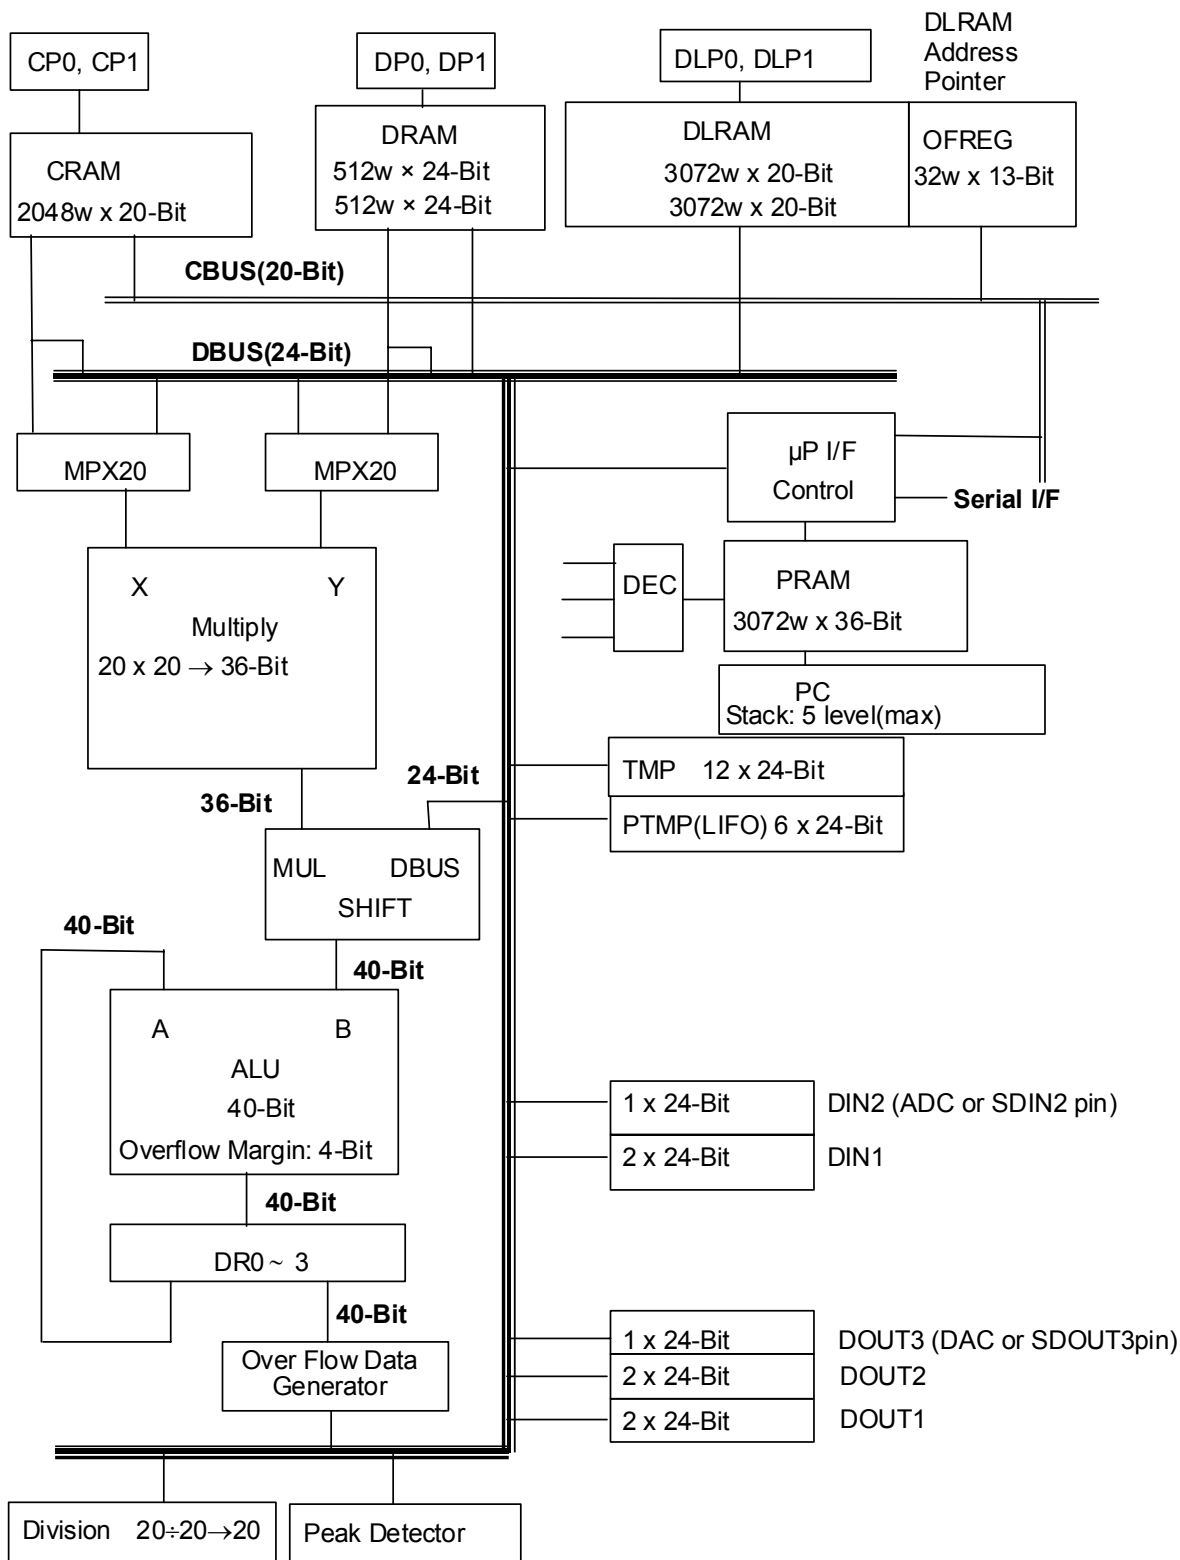 DLRAM
Address
Pointer
CP0, CP1
DP0, DP1
DLP0, DLP1
CRAM
2048w x 20-Bit
DRAM
512w × 24-Bit
512w × 24-Bit
DLRAM
3072w x 20-Bit
3072w x 20-Bit
OFREG
32w x 13-Bit
CBUS(20-Bit)
DBUS(24-Bit)
MPX20
MPX20
µP I/F
Control
Serial I/F
X Y
Multiply
20 x 20 → 36-Bit
DEC
PRAM
3072w x 36-Bit
PC
Stack: 5 level(max)
24-Bit
36-Bit
TMP 12 x 24-Bit
PTMP(LIFO) 6 x 24-Bit
MUL DBUS
SHIFT
40-Bit
40-Bit
A B
ALU
40-Bit
Overflow Margin: 4-Bit
1 x 24-Bit DIN2 (ADC or SDIN2 pin)
2 x 24-Bit DIN1
40-Bit
DR0 ~ 3
40-Bit
Over Flow Data
Generator
1 x 24-Bit DOUT3 (DAC or SDOUT3pin)
2 x 24-Bit DOUT2
2 x 24-Bit DOUT1
Division 20÷20→20
Peak Detector